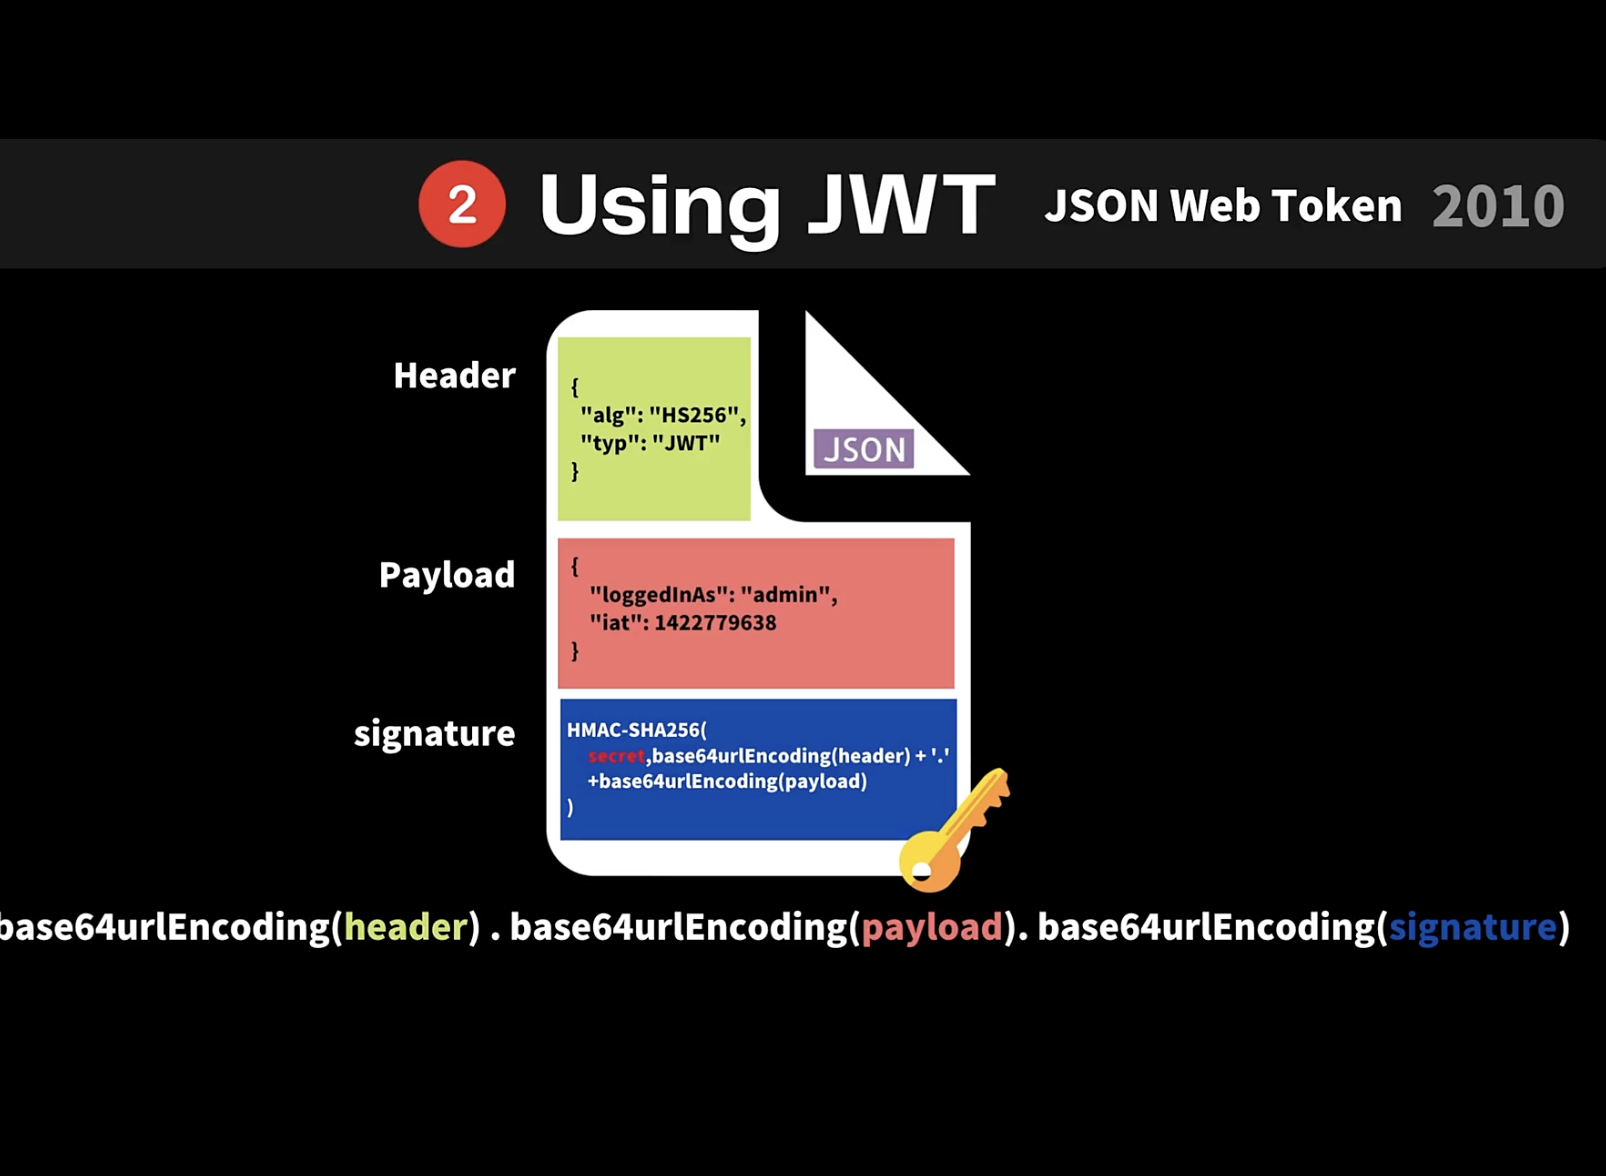 2 Using JWT JSON Web Token 2010
Header
{
"alg": "HS256",
"typ": "JWT"
}
JSON
Payload
{
"loggedInAs": "admin",
"iat": 1422779638
}
signature
HMAC-SHA256(
secret,base64urlEncoding(header) + '.'
+base64urlEncoding(payload)
)
base64urlEncoding(header) . base64urlEncoding(payload). base64urlEncoding(signature)